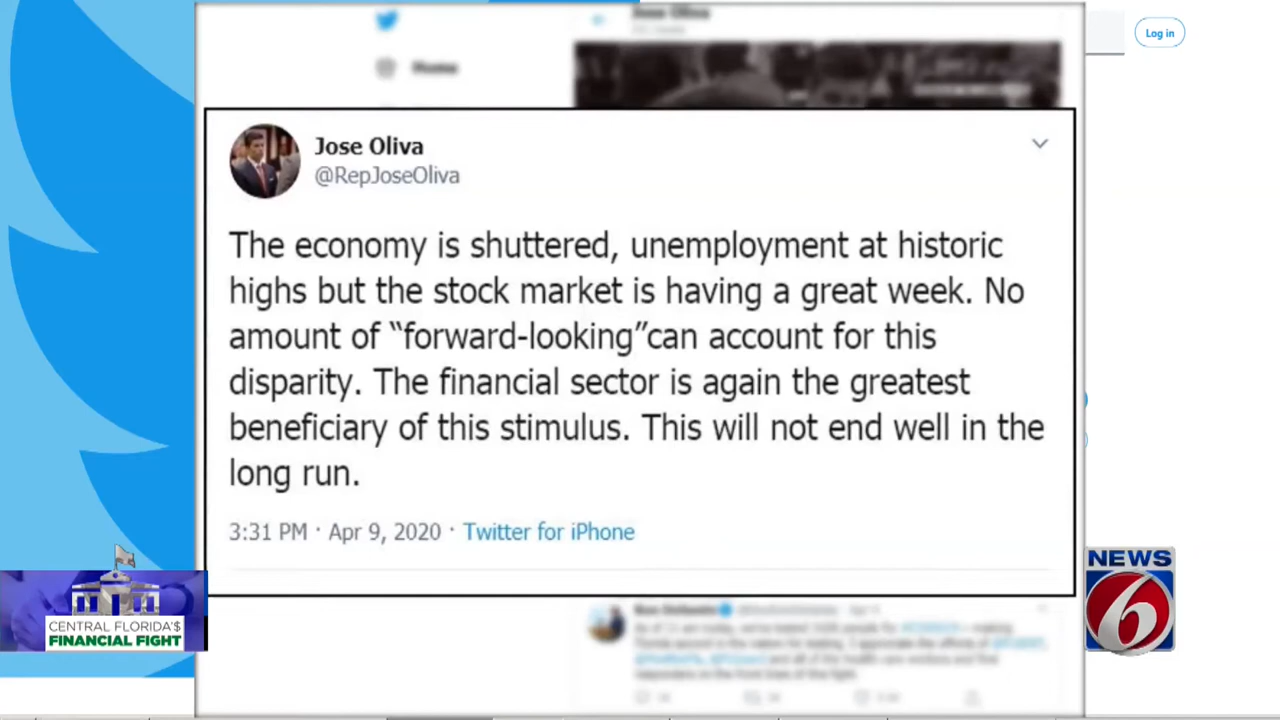 Jose Oliva
Log in
Home
Jose Oliva
@RepJoseOliva
The economy is shuttered, unemployment at historic
highs but the stock market is having a great week. No
amount of “forward-looking”can account for this
disparity. The financial sector is again the greatest
beneficiary of this stimulus. This will not end well in the
long run.
3:31 PM · Apr 9, 2020 · Twitter for iPhone
CENTRAL FLORIDA'$
FINANCIAL FIGHT
NEWS
6